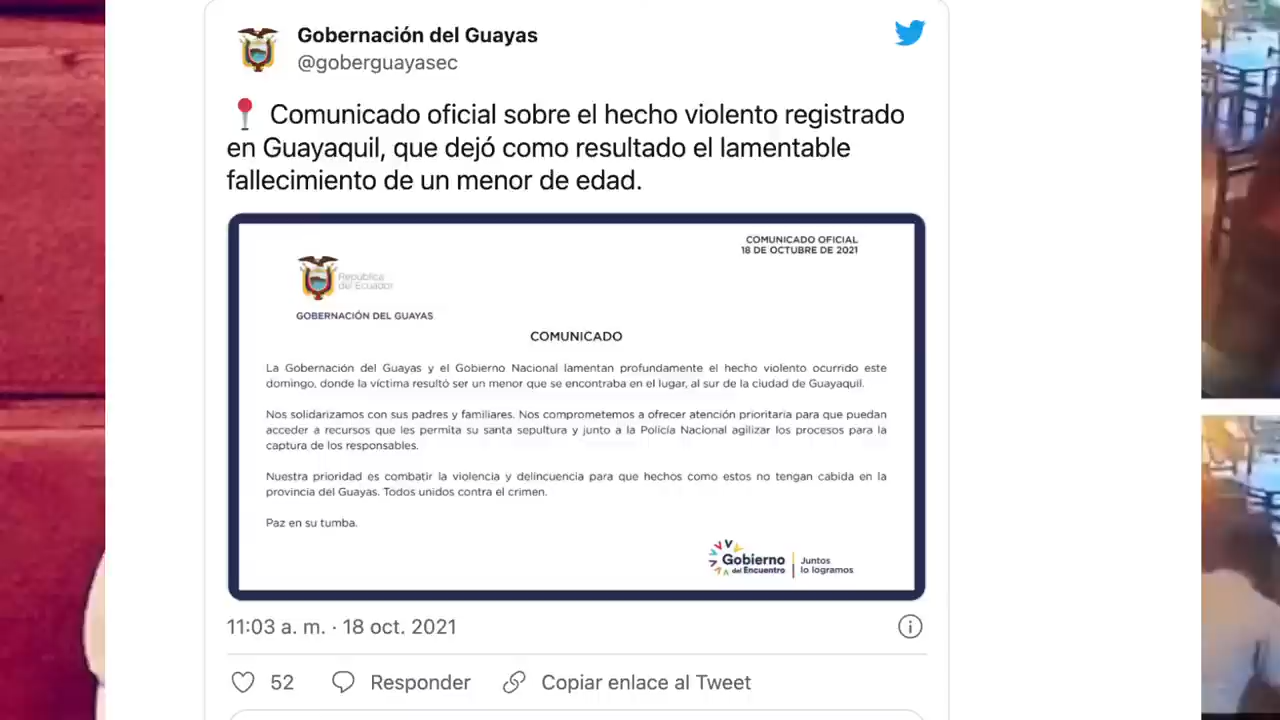 Gobernación del Guayas
@goberguayasec
Comunicado oficial sobre el hecho violento registrado
en Guayaquil, que dejó como resultado el lamentable
fallecimiento de un menor de edad.
COMUNICADO OFICIAL
18 DE OCTUBRE DE 2021
República
del Ecuador
GOBERNACIÓN DEL GUAYAS
COMUNICADO
La Gobernación del Guayas y el Gobierno Nacional lamentan profundamente el hecho violento ocurrido este
domingo, donde la víctima resultó ser un menor que se encontraba en el lugar, al sur de la ciudad de Guayaquil.
Nos solidarizamos con sus padres y familiares. Nos comprometemos a ofrecer atención prioritaria para que puedan
acceder a recursos que les permita su santa sepultura y junto a la Policía Nacional agilizar los procesos para la
captura de los responsables.
Nuestra prioridad es combatir la violencia y delincuencia para que hechos como estos no tengan cabida en la
provincia del Guayas. Todos unidos contra el crimen.
Paz en su tumba.
Gobierno
del Encuentro
Juntos
lo logramos
11:03 a. m. · 18 oct. 2021
52 Responder Copiar enlace al Tweet